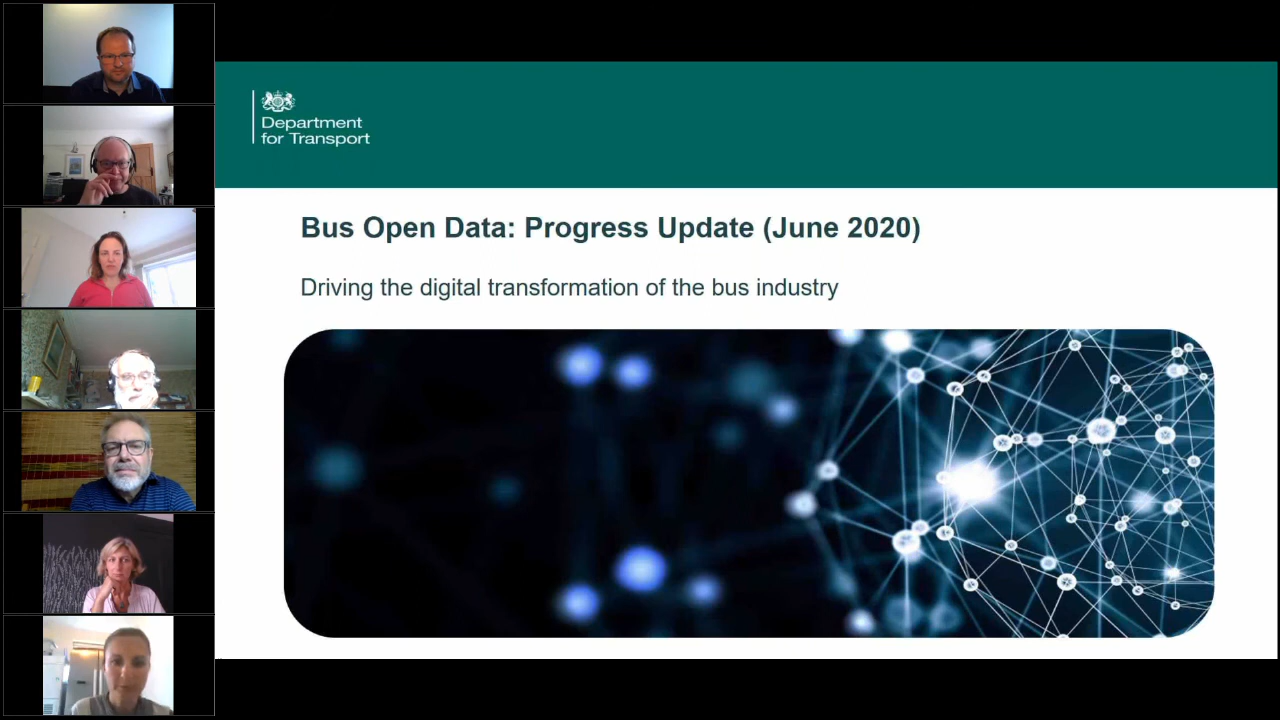 Department
for Transport
Bus Open Data: Progress Update (June 2020)
Driving the digital transformation of the bus industry